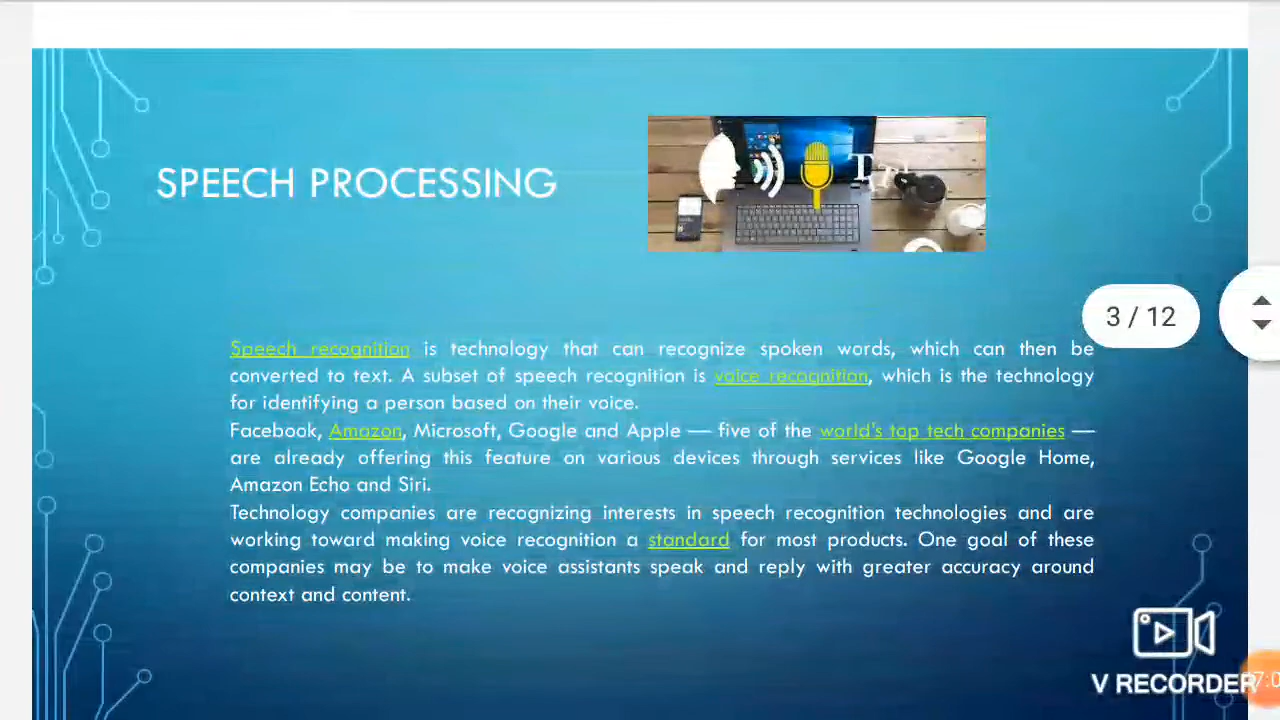 SPEECH PROCESSING
3 / 12
Speech recognition is technology that can recognize spoken words, which can then be
converted to text. A subset of speech recognition is voice recognition, which is the technology
for identifying a person based on their voice.
Facebook, Amazon, Microsoft, Google and Apple — five of the world's top tech companies —
are already offering this feature on various devices through services like Google Home,
Amazon Echo and Siri.
Technology companies are recognizing interests in speech recognition technologies and are
working toward making voice recognition a standard for most products. One goal of these
companies may be to make voice assistants speak and reply with greater accuracy around
context and content.
V RECORDER